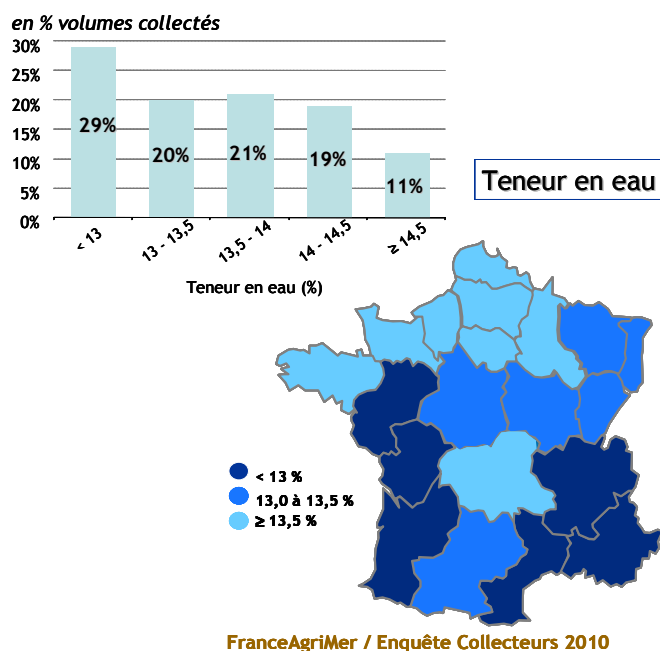 en % volumes collectés
30%
25%
20%
15%
10%
5%
0%
29%
20%
21%
19%
11%
< 13
13 - 13,5
13,5 - 14
14 - 14,5
≥ 14,5
Teneur en eau (%)
Teneur en eau
< 13 %
13,0 à 13,5 %
≥ 13,5 %
FranceAgriMer / Enquête Collecteurs 2010